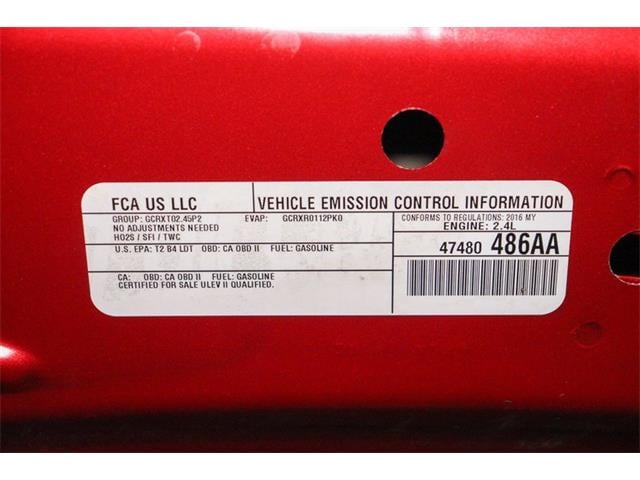 FCA US LLC
VEHICLE EMISSION CONTROL INFORMATION
GROUP: GCRXT02.45P2 EVAP: GCRXR0112PK0
NO ADJUSTMENTS NEEDED
HO2S / SFI / TWC
CONFORMS TO REGULATIONS: 2016 MY
ENGINE: 2.4L
U.S. EPA: T2 B4 LDT OBD: CA OBD II FUEL: GASOLINE
47480 486AA
CA: OBD: CA OBD II FUEL: GASOLINE
CERTIFIED FOR SALE ULEV II QUALIFIED.